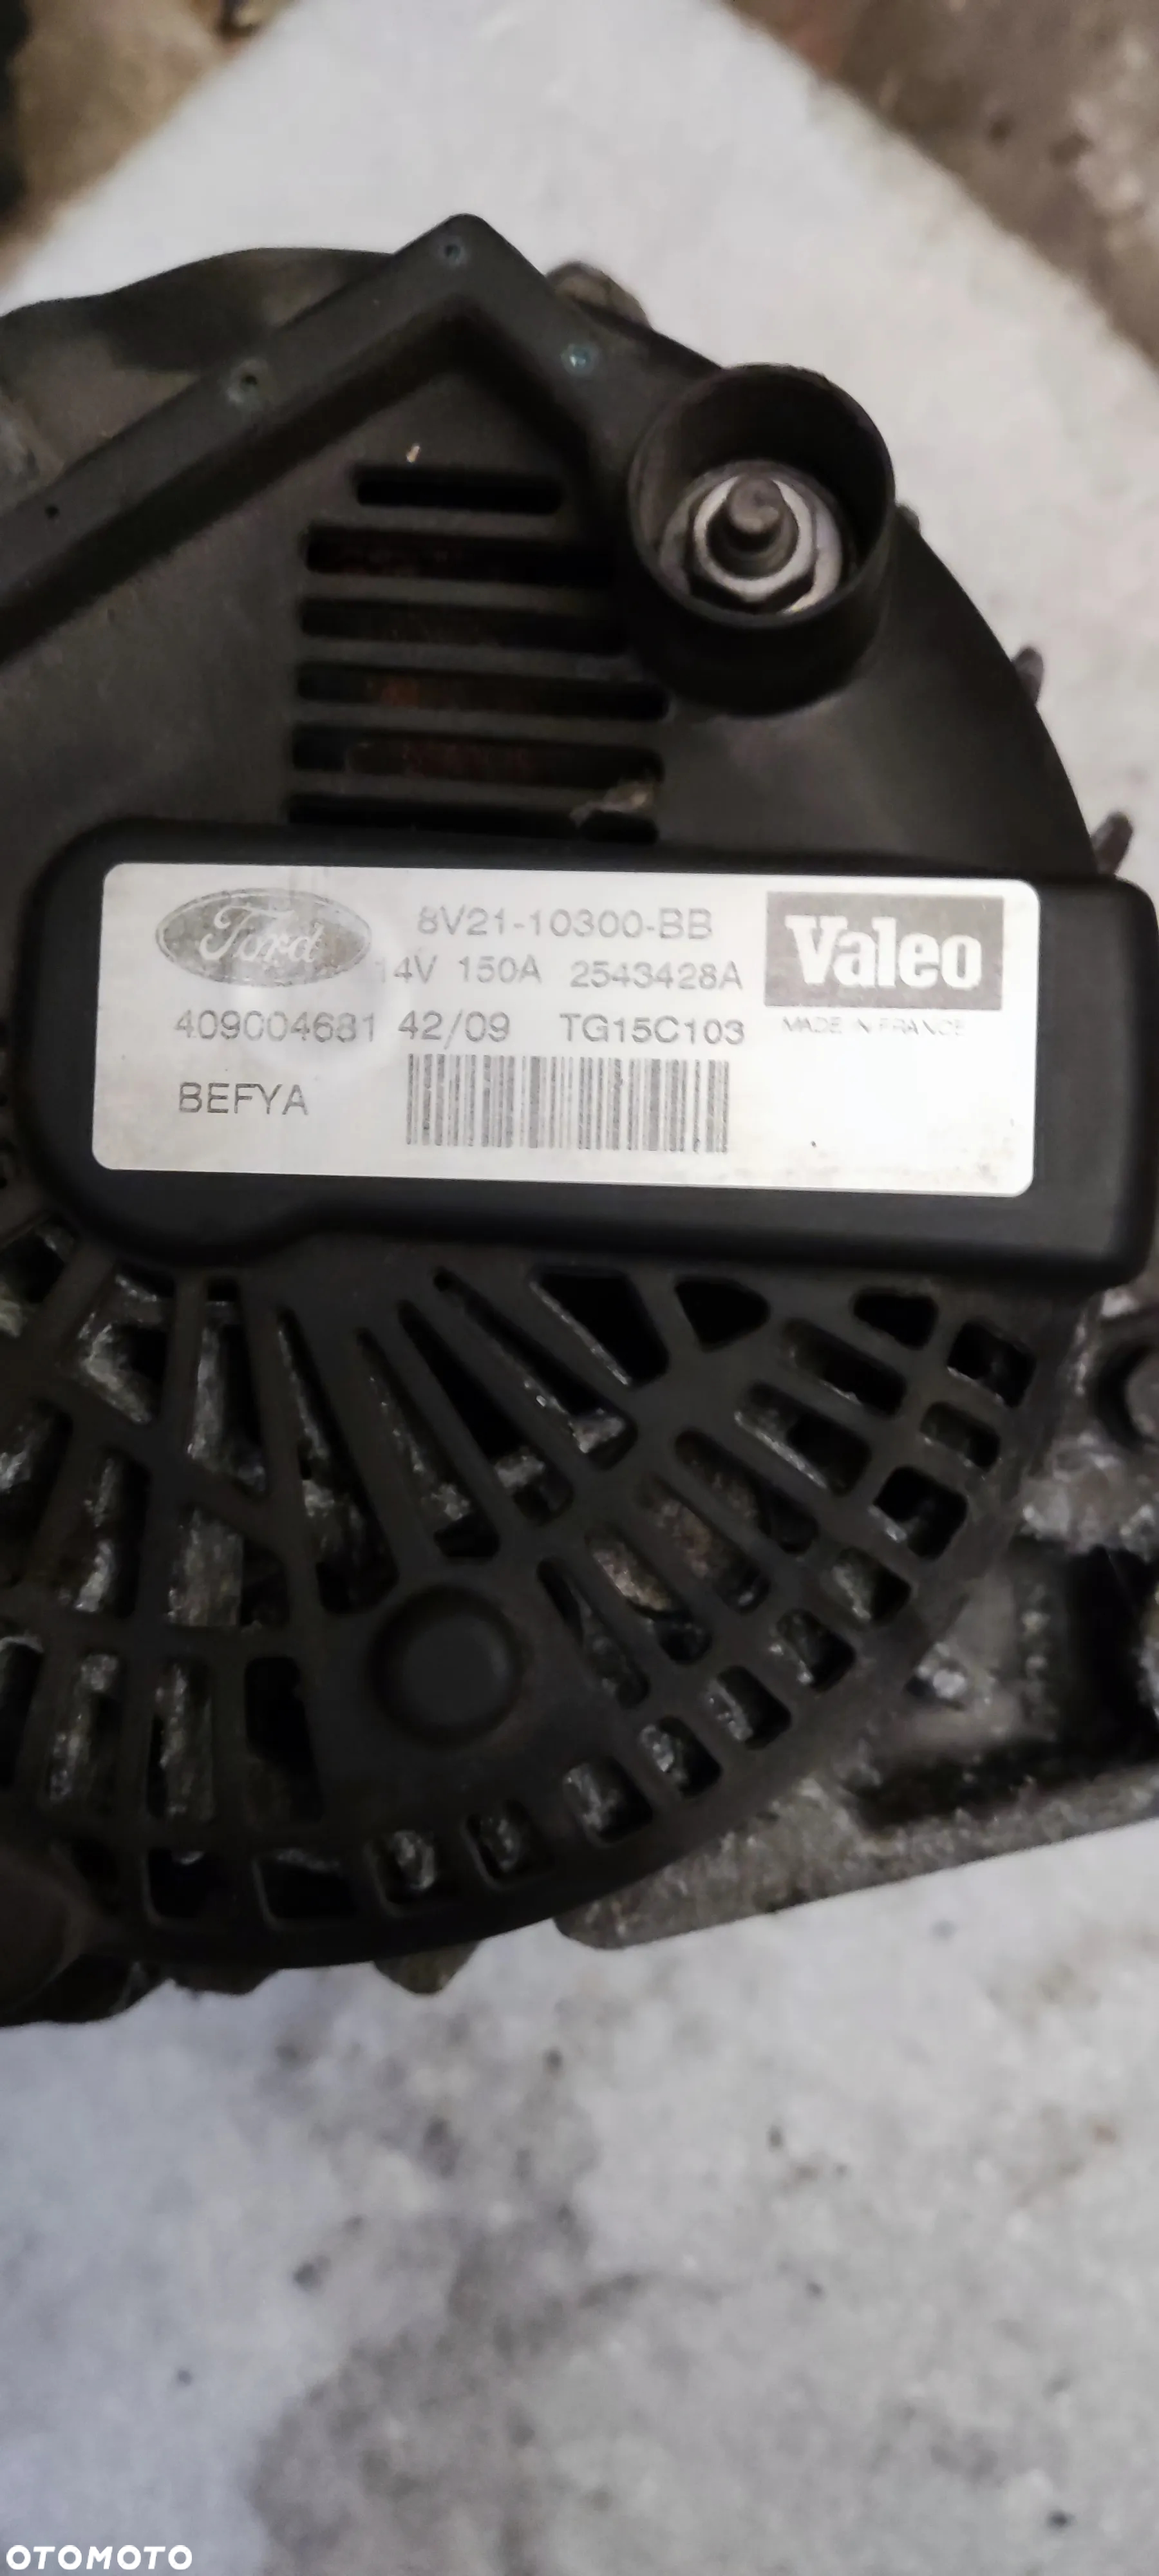 Ford 8V21-10300-BB Valeo
14V 150A 2543428A
409004681 42/09 TG15C103 MADE IN FRANCE
BEFYA
OTOMOTO